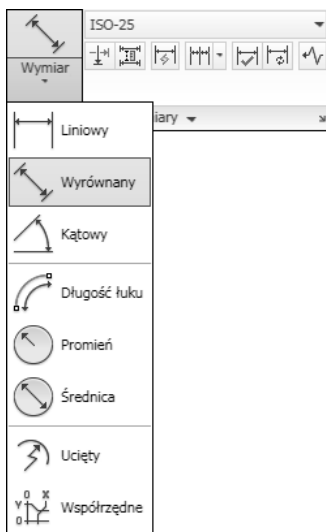 ISO-25
Wymiar
iary
Liniowy
Wyrównany
Kątowy
Długość łuku
Promień
Średnica
Ucięty
Współrzędne